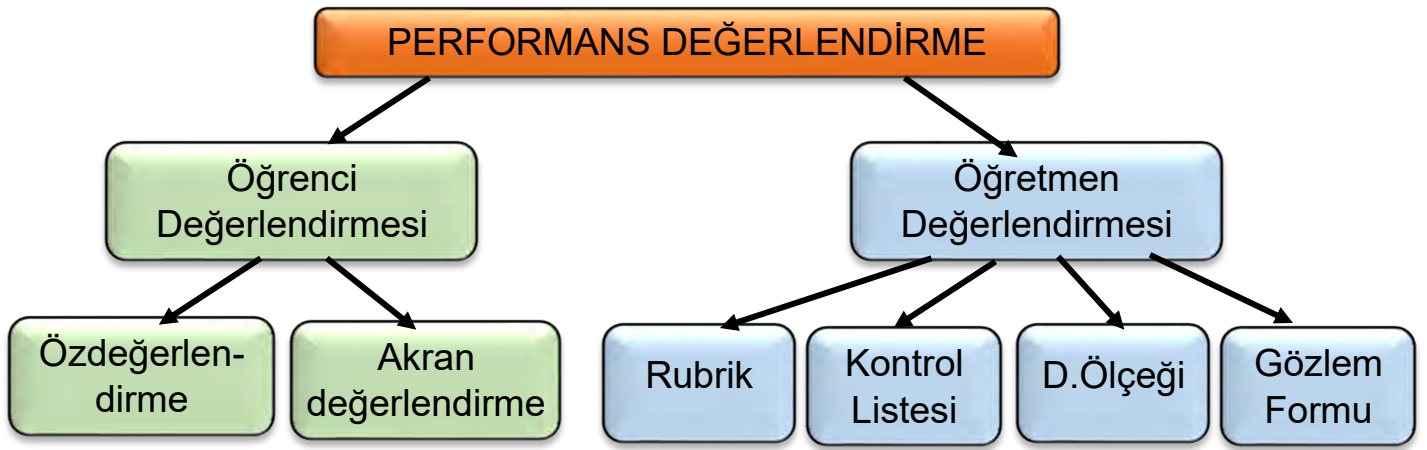 PERFORMANS DEĞERLENDİRME
Öğrenci
Değerlendirmesi
Öğretmen
Değerlendirmesi
Özdeğerlen-
dirme
Akran
değerlendirme
Rubrik
Kontrol
Listesi
D.Ölçeği
Gözlem
Formu